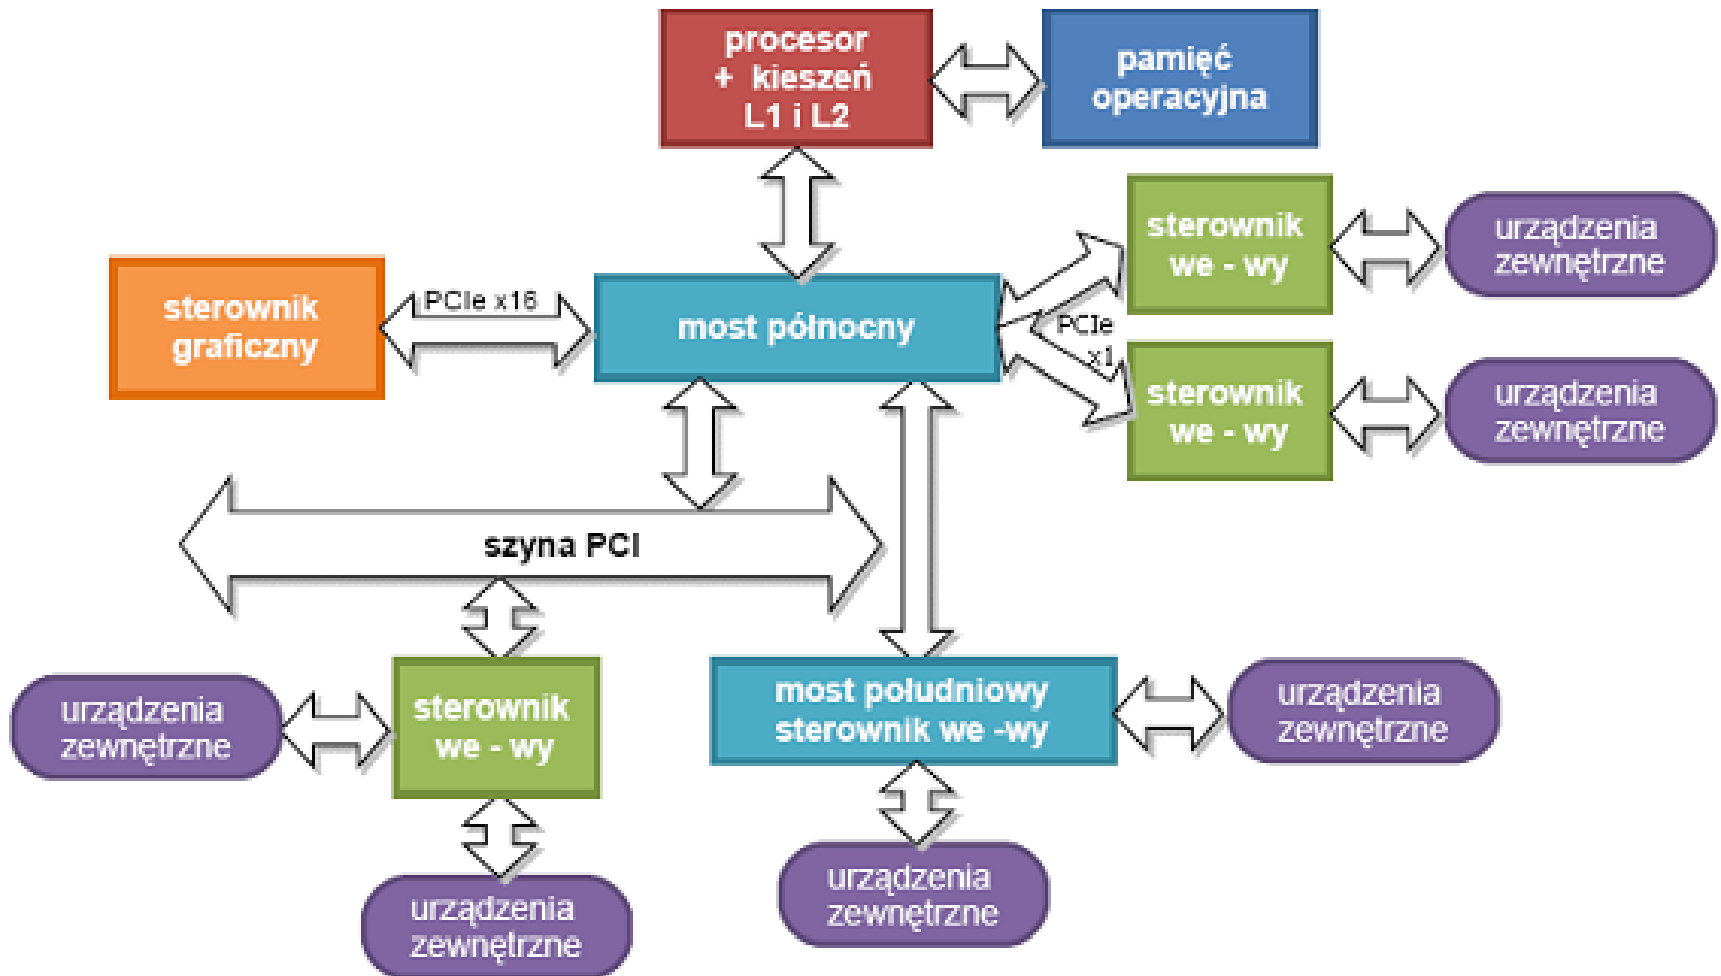 procesor
+ kieszeń
L1 i L2
pamięć
operacyjna
sterownik
we - wy
urządzenia
zewnętrzne
sterownik
graficzny
PCIe x16
most północny
PCIe
x1
sterownik
we - wy
urządzenia
zewnętrzne
szyna PCI
urządzenia
zewnętrzne
sterownik
we - wy
most południowy
sterownik we -wy
urządzenia
zewnętrzne
urządzenia
zewnętrzne
urządzenia
zewnętrzne